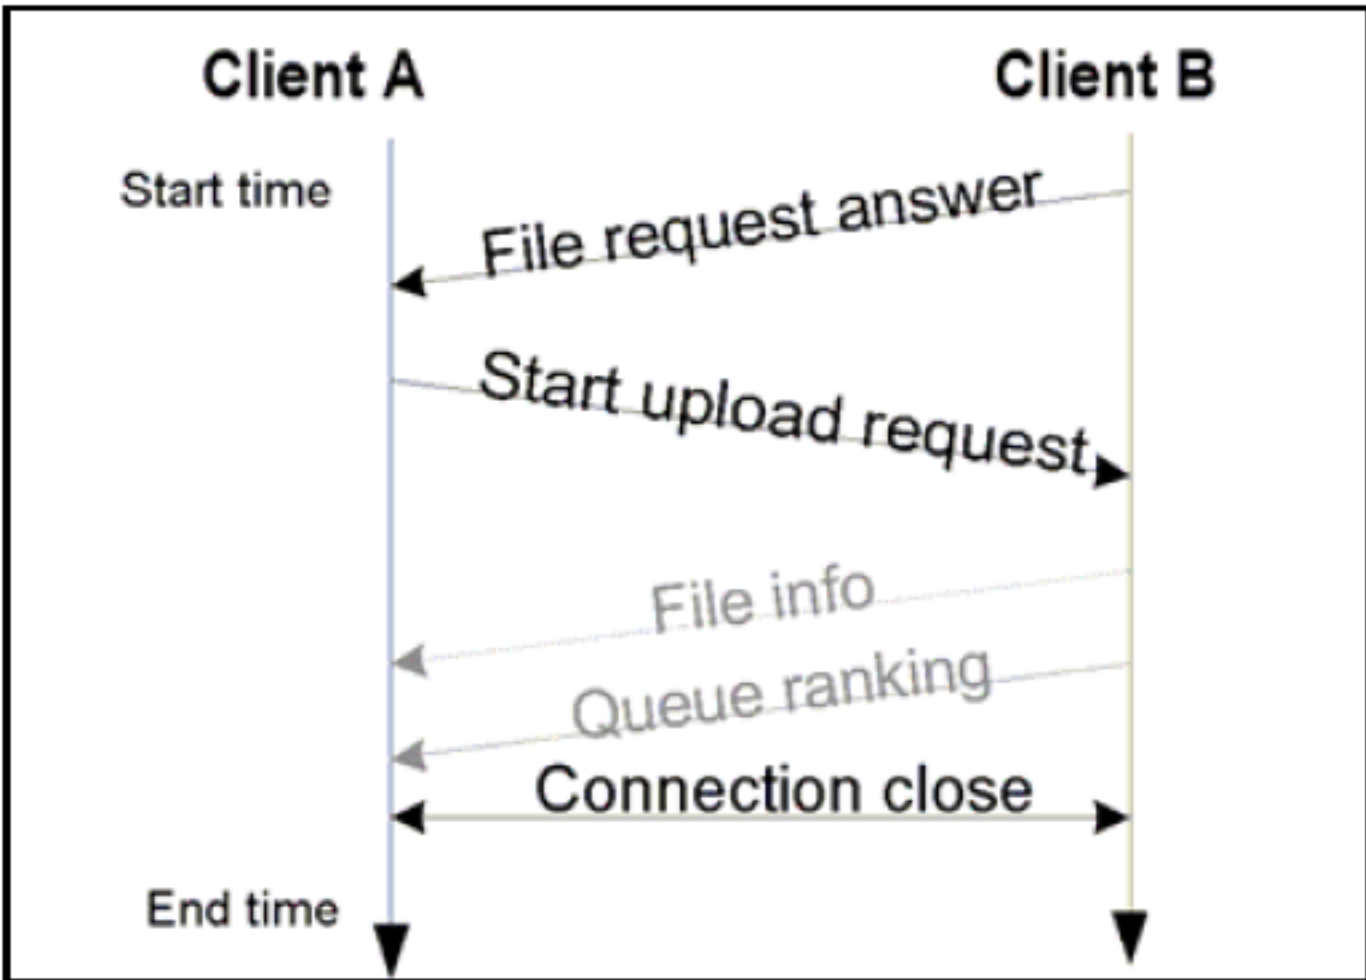 Client A
Client B
Start time
File request answer
Start upload request
File info
Queue ranking
Connection close
End time